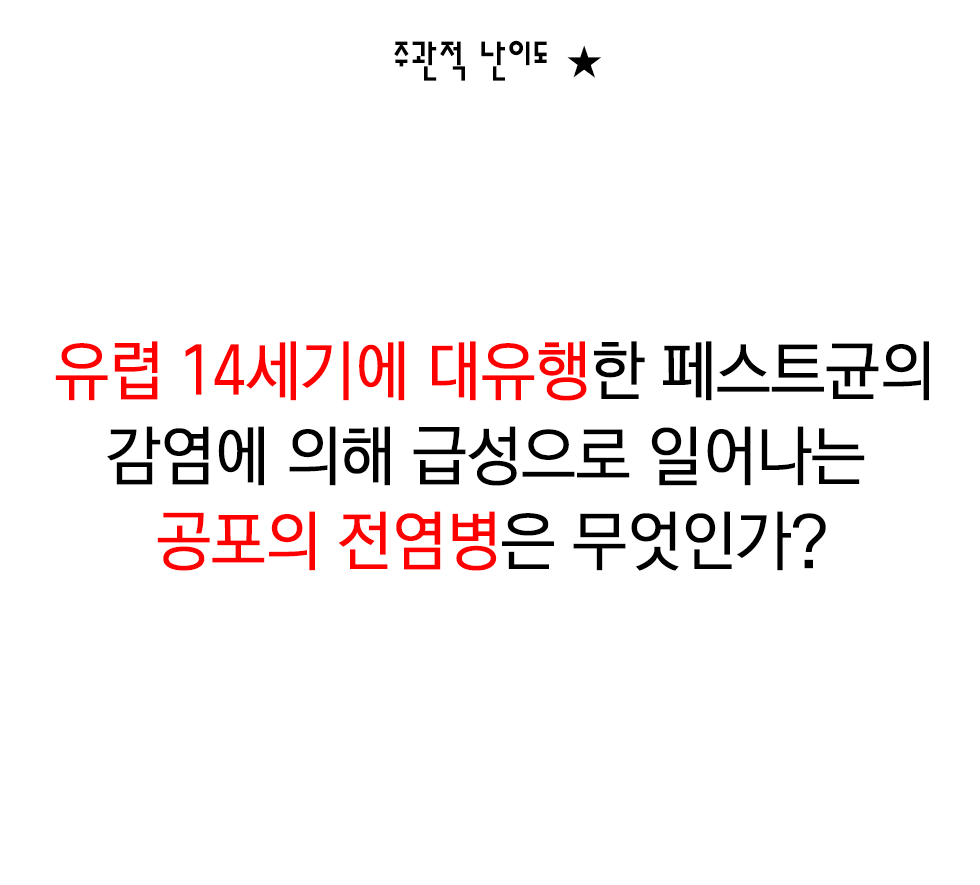 주관적 난이도 ★
유럽 14세기에 대유행한 페스트균의
감염에 의해 급성으로 일어나는
공포의 전염병은 무엇인가?